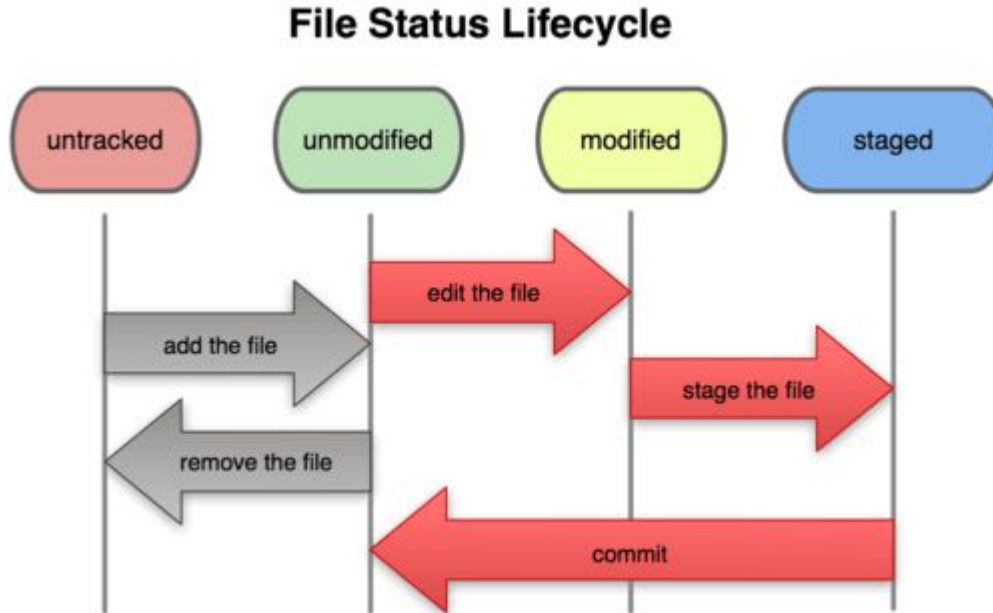 File Status Lifecycle
untracked
unmodified
modified
staged
edit the file
add the file
stage the file
remove the file
commit